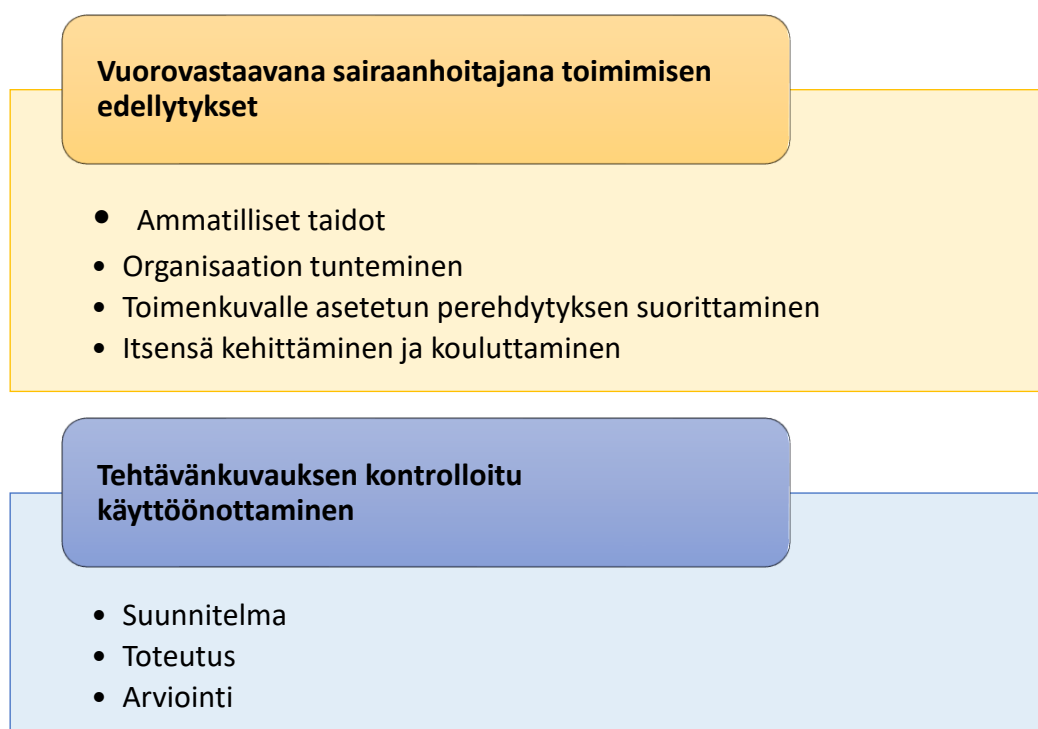 Vuorovastaavana sairaanhoitajana toimimisen
edellytykset
• Ammatilliset taidot
• Organisaation tunteminen
• Toimenkuvalle asetetun perehdytyksen suorittaminen
• Itsensä kehittäminen ja kouluttaminen
Tehtävänkuvauksen kontrolloitu
käyttöönottaminen
• Suunnitelma
• Toteutus
• Arviointi